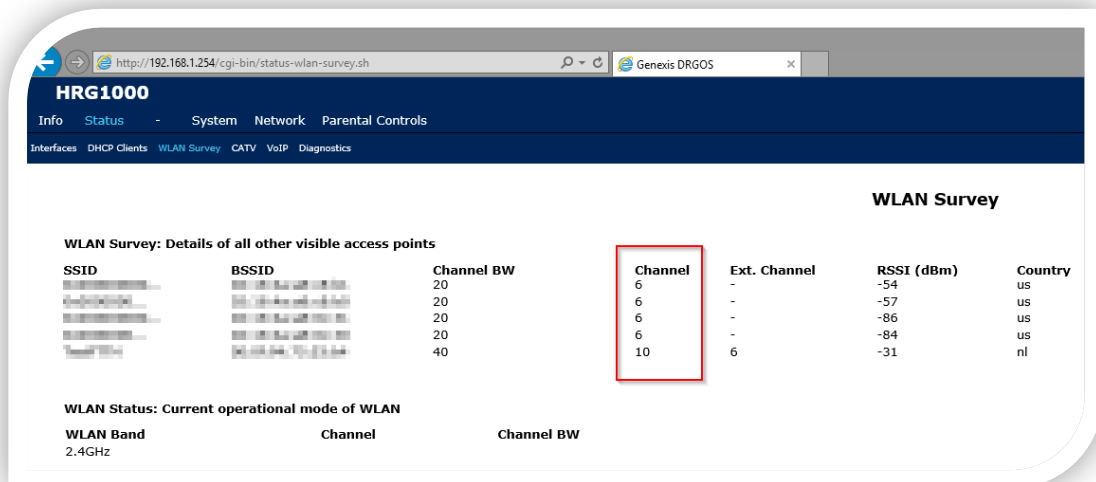 http://192.168.1.254/cgi-bin/status-wlan-survey.sh Genexis DRGOS
HRG1000
Info Status - System Network Parental Controls
Interfaces DHCP Clients WLAN Survey CATV VoIP Diagnostics
WLAN Survey
WLAN Survey: Details of all other visible access points
SSID BSSID Channel BW Channel Ext. Channel RSSI (dBm) Country
20 6 - -54 us
20 6 - -57 us
20 6 - -86 us
20 6 - -84 us
40 10 6 -31 nl
WLAN Status: Current operational mode of WLAN
WLAN Band Channel Channel BW
2.4GHz